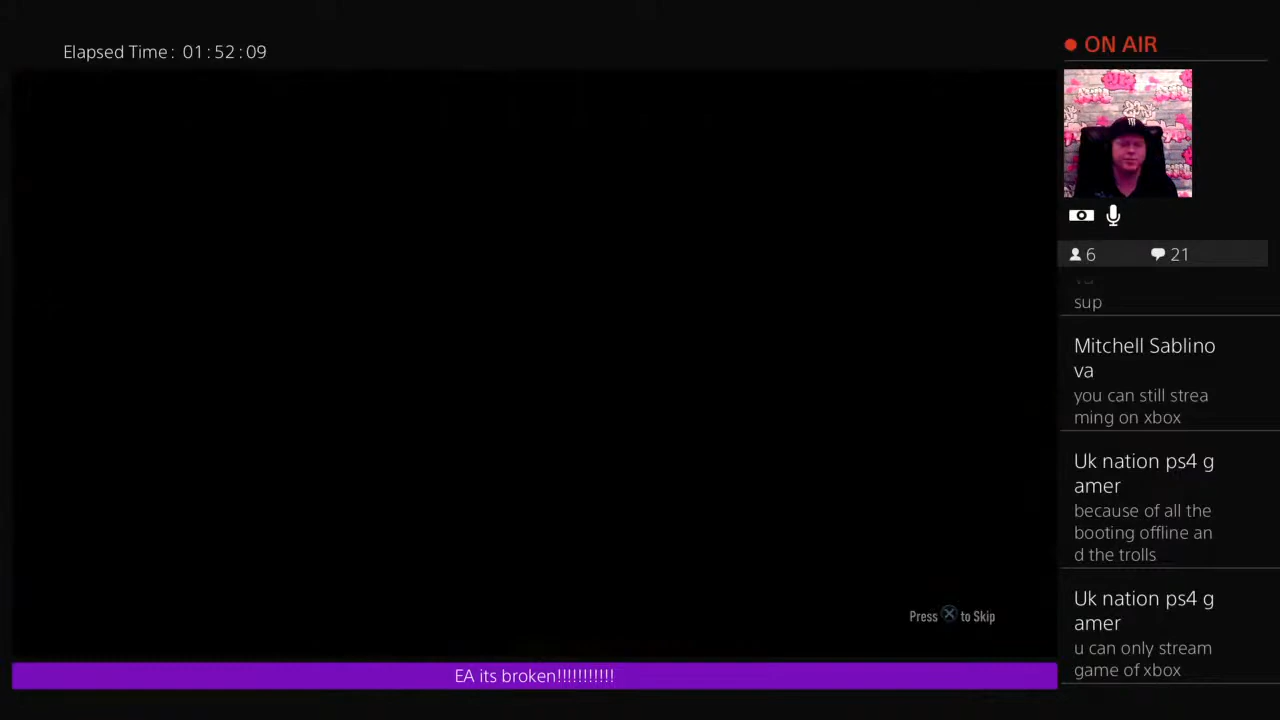 Elapsed Time: 01:52:09
ON AIR
6
21
sup
Mitchell Sablino
va
you can still strea
ming on xbox
Uk nation ps4 g
amer
because of all the
booting offline an
d the trolls
Uk nation ps4 g
amer
u can only stream
game of xbox
Press to Skip
EA its broken!!!!!!!!!!!